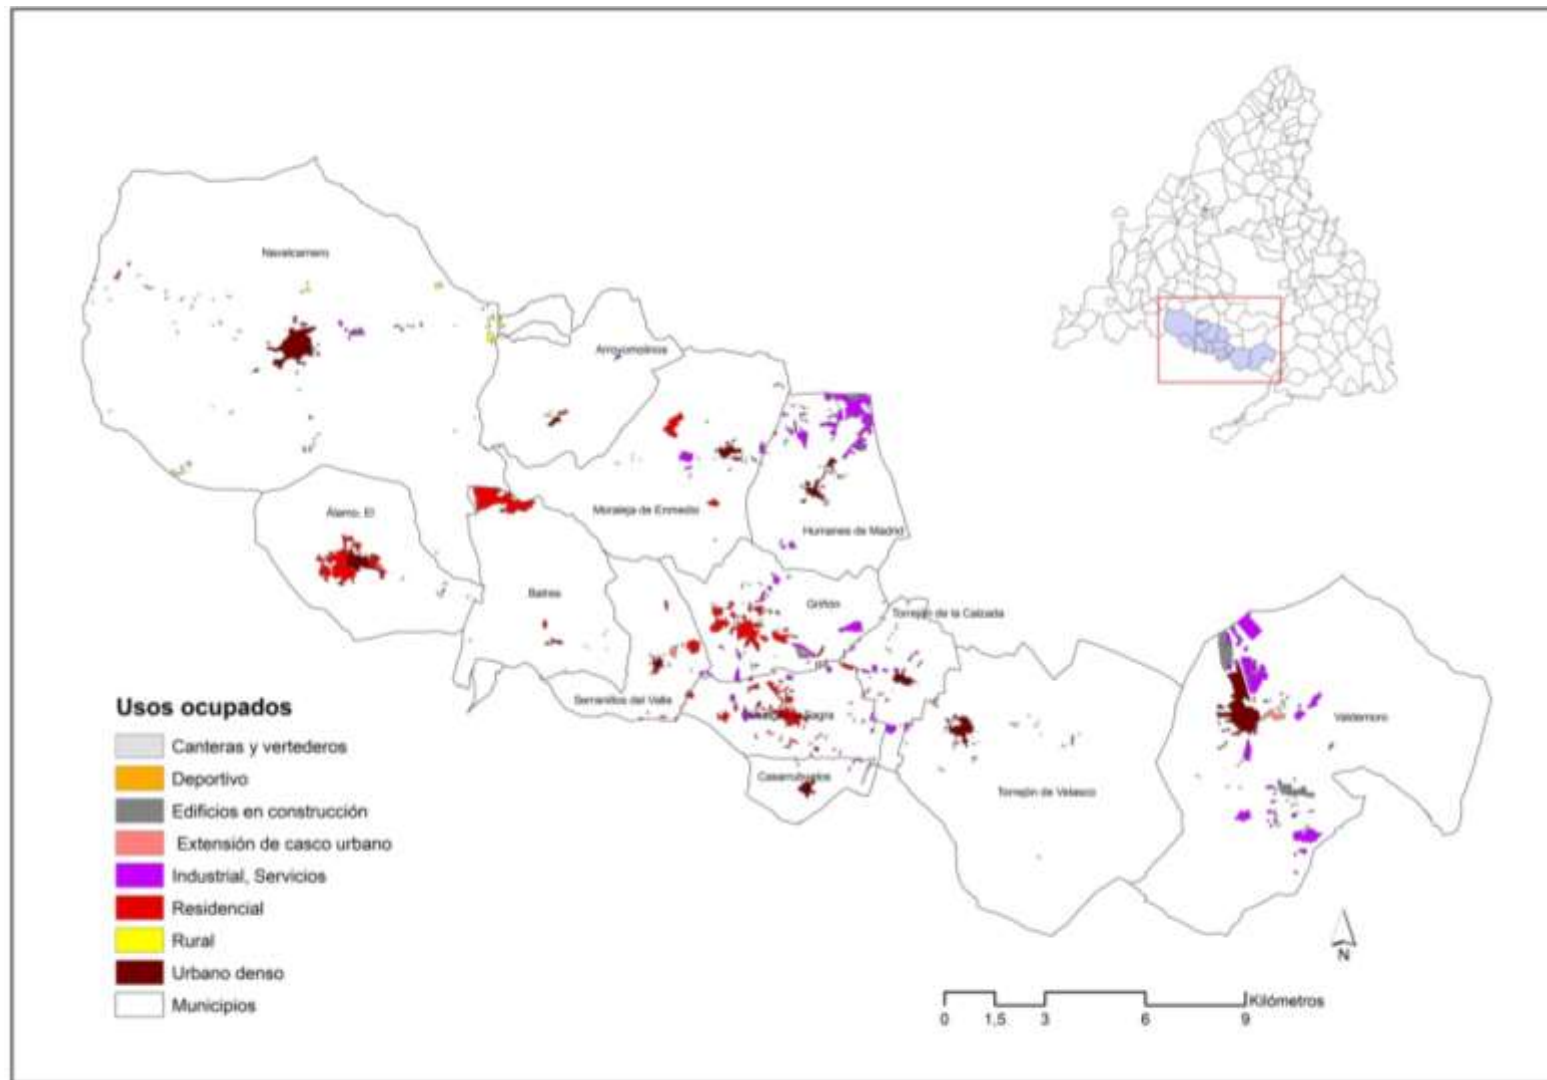 Navalcarnero
Arroyomolinos
Álamo, El
Moraleja de Enmedio
Humanes de Madrid
Batres
Griñón
Torrejón de la Calzada
Serranillos del Valle
Sagra
Valdemoro
Casarrubuelos
Torrejón de Velasco
Usos ocupados
Canteras y vertederos
Deportivo
Edificios en construcción
Extensión de casco urbano
Industrial, Servicios
Residencial
Rural
Urbano denso
Municipios
N
Kilómetros
0 1,5 3 6 9